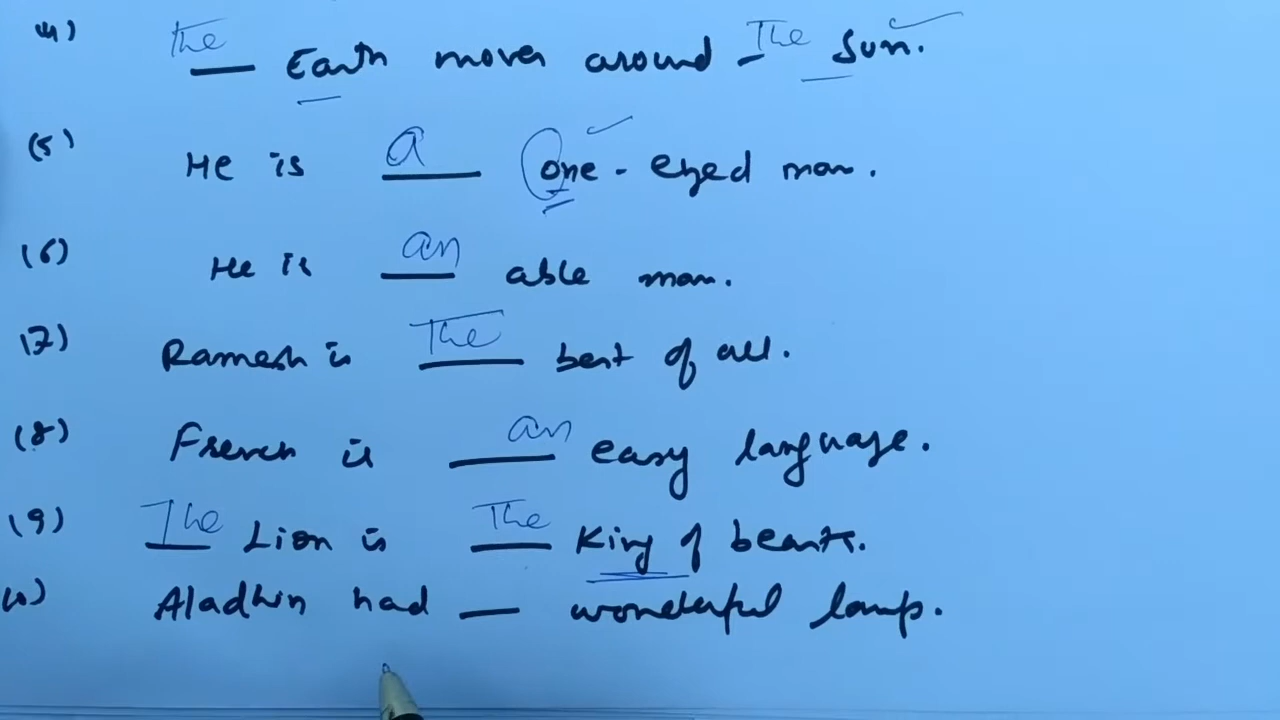 (4) the Earth moves around The Sun.
(5) He is a one-eyed man.
(6) He is an able man.
(7) Ramesh is The best of all.
(8) French is an easy language.
(9) The Lion is The King of beasts.
(10) Aladdin had __ wonderful lamp.